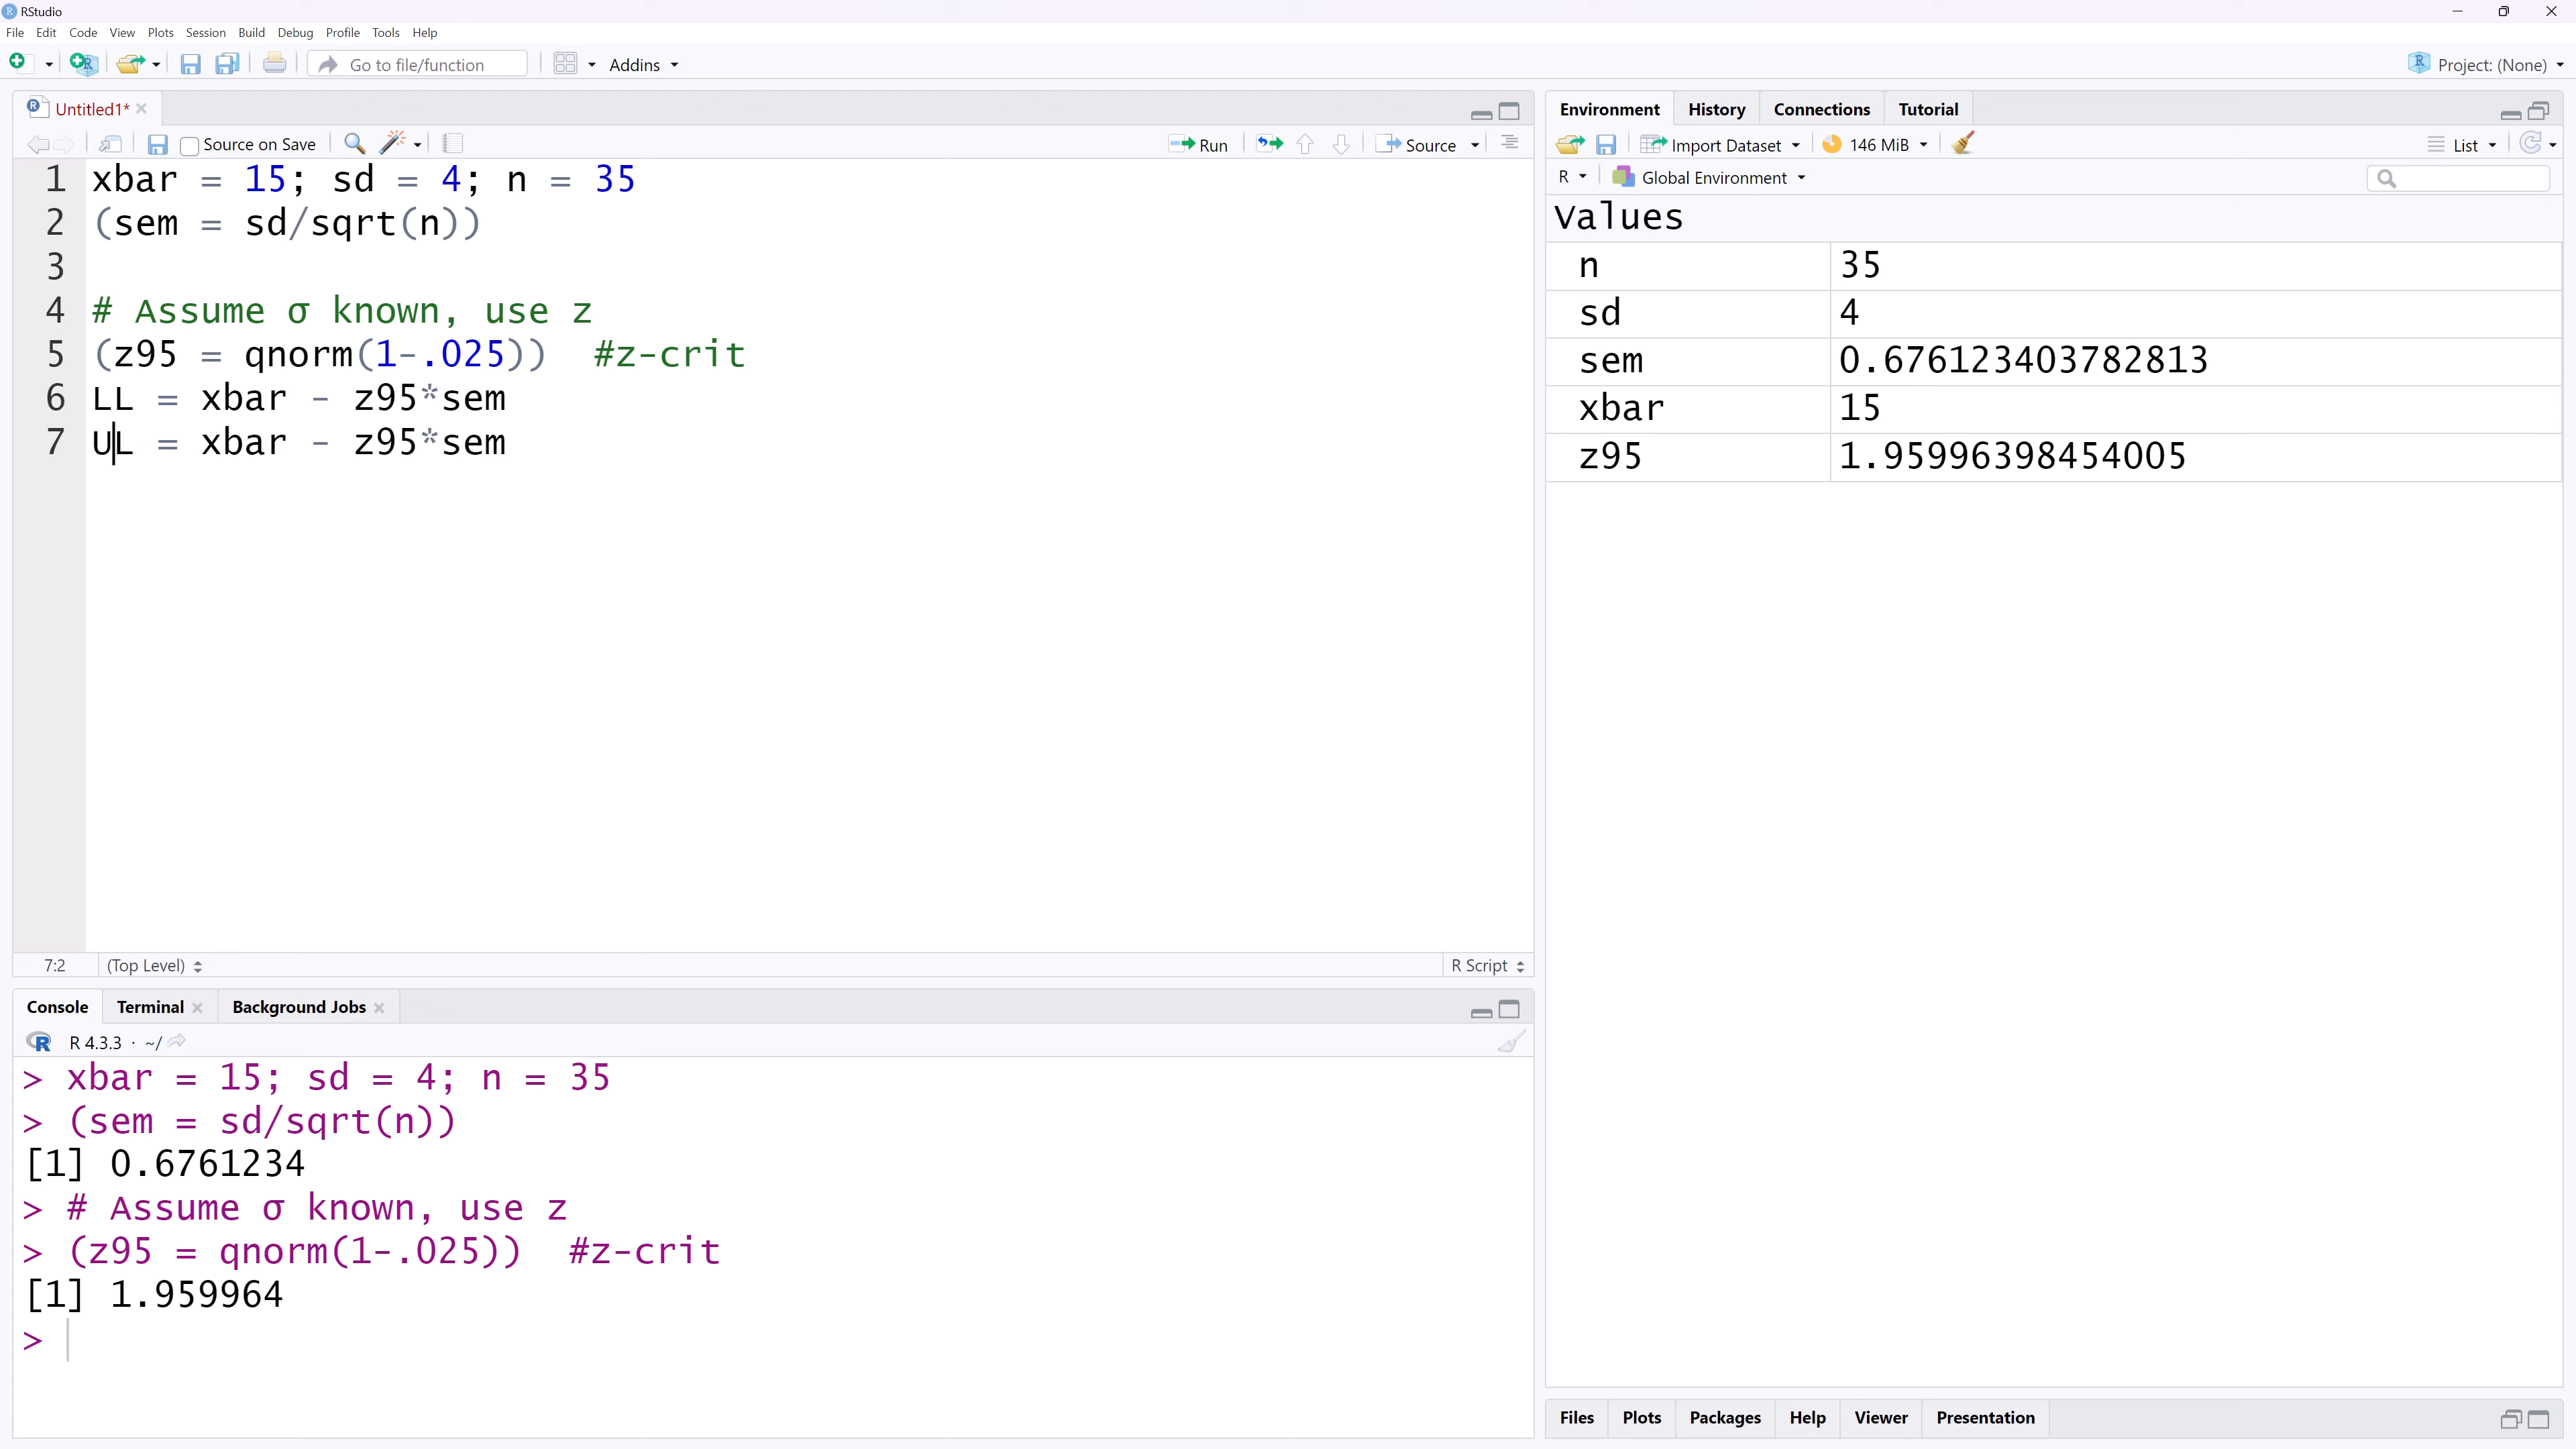 RStudio
File Edit Code View Plots Session Build Debug Profile Tools Help
Go to file/function Addins Project: (None)
Untitled1*
Source on Save Run Source
1 xbar = 15; sd = 4; n = 35
2 (sem = sd/sqrt(n))
3
4 # Assume σ known, use z
5 (z95 = qnorm(1-.025))  #z-crit
6 LL = xbar - z95*sem
7 UL = xbar - z95*sem
7:2 (Top Level) R Script
Console Terminal Background Jobs
R 4.3.3 · ~/
> xbar = 15; sd = 4; n = 35
> (sem = sd/sqrt(n))
[1] 0.6761234
> # Assume σ known, use z
> (z95 = qnorm(1-.025))  #z-crit
[1] 1.959964
>
Environment History Connections Tutorial
Import Dataset 146 MiB List
R Global Environment
Values
n 35
sd 4
sem 0.676123403782813
xbar 15
z95 1.95996398454005
Files Plots Packages Help Viewer Presentation